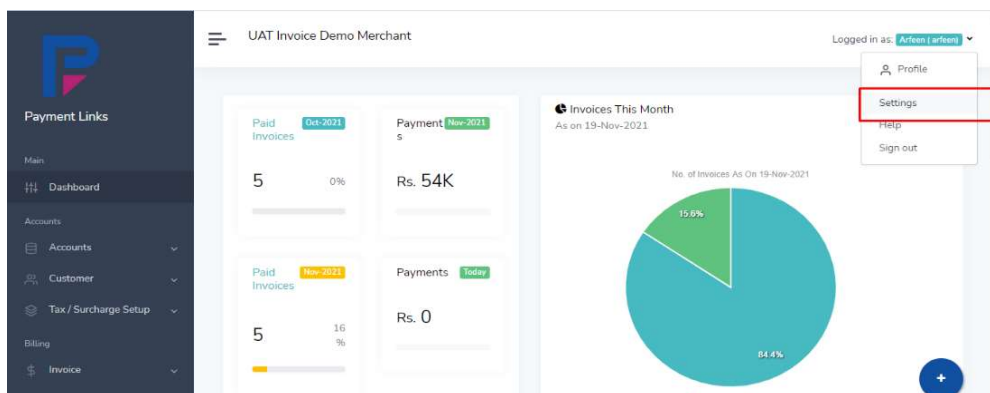 UAT Invoice Demo Merchant
Logged in as: Arfeen ( arfeen)
Profile
Settings
Help
Sign out
Payment Links
Main
Dashboard
Accounts
Accounts
Customer
Tax / Surcharge Setup
Billing
Invoice
Paid Oct-2021
Invoices
5 0%
Payment Nov-2021
s
Rs. 54K
Paid Nov-2021
Invoices
5 16
%
Payments Today
Rs. 0
Invoices This Month
As on 19-Nov-2021
No. of Invoices As On 19-Nov-2021
15.6%
84.4%
+